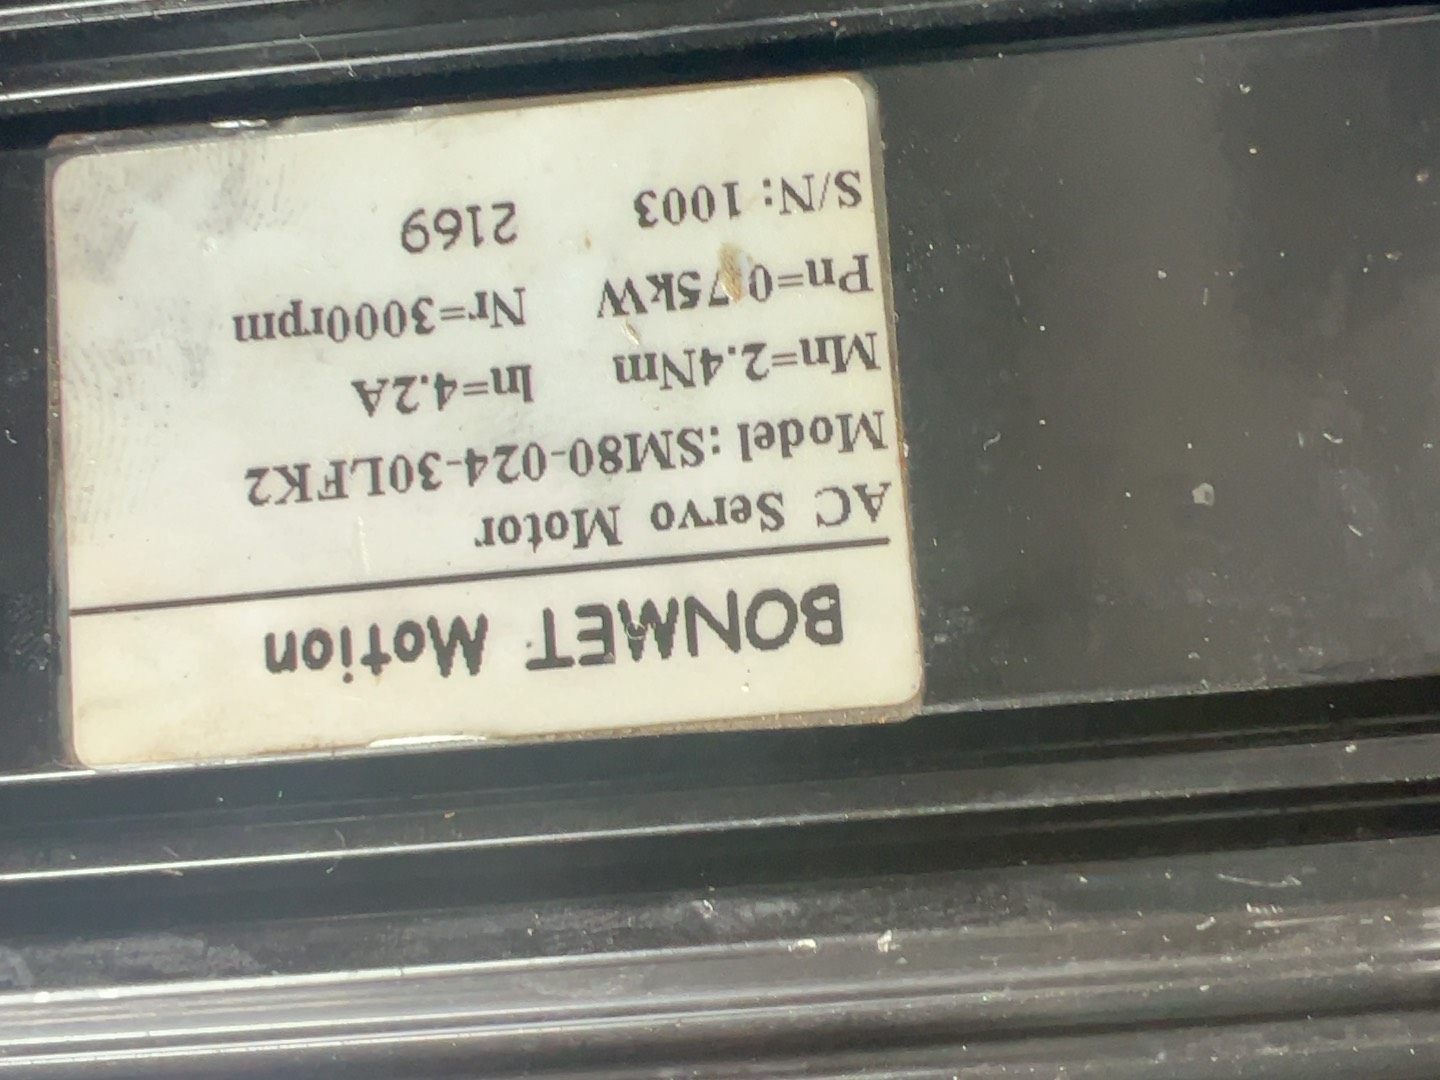 BONMET Motion
AC Servo Motor
Model:SM80-024-30LFK2
Mn=2.4Nm In=4.2A
Pn=0.75kW Nr=3000rpm
S/N: 1003 2169